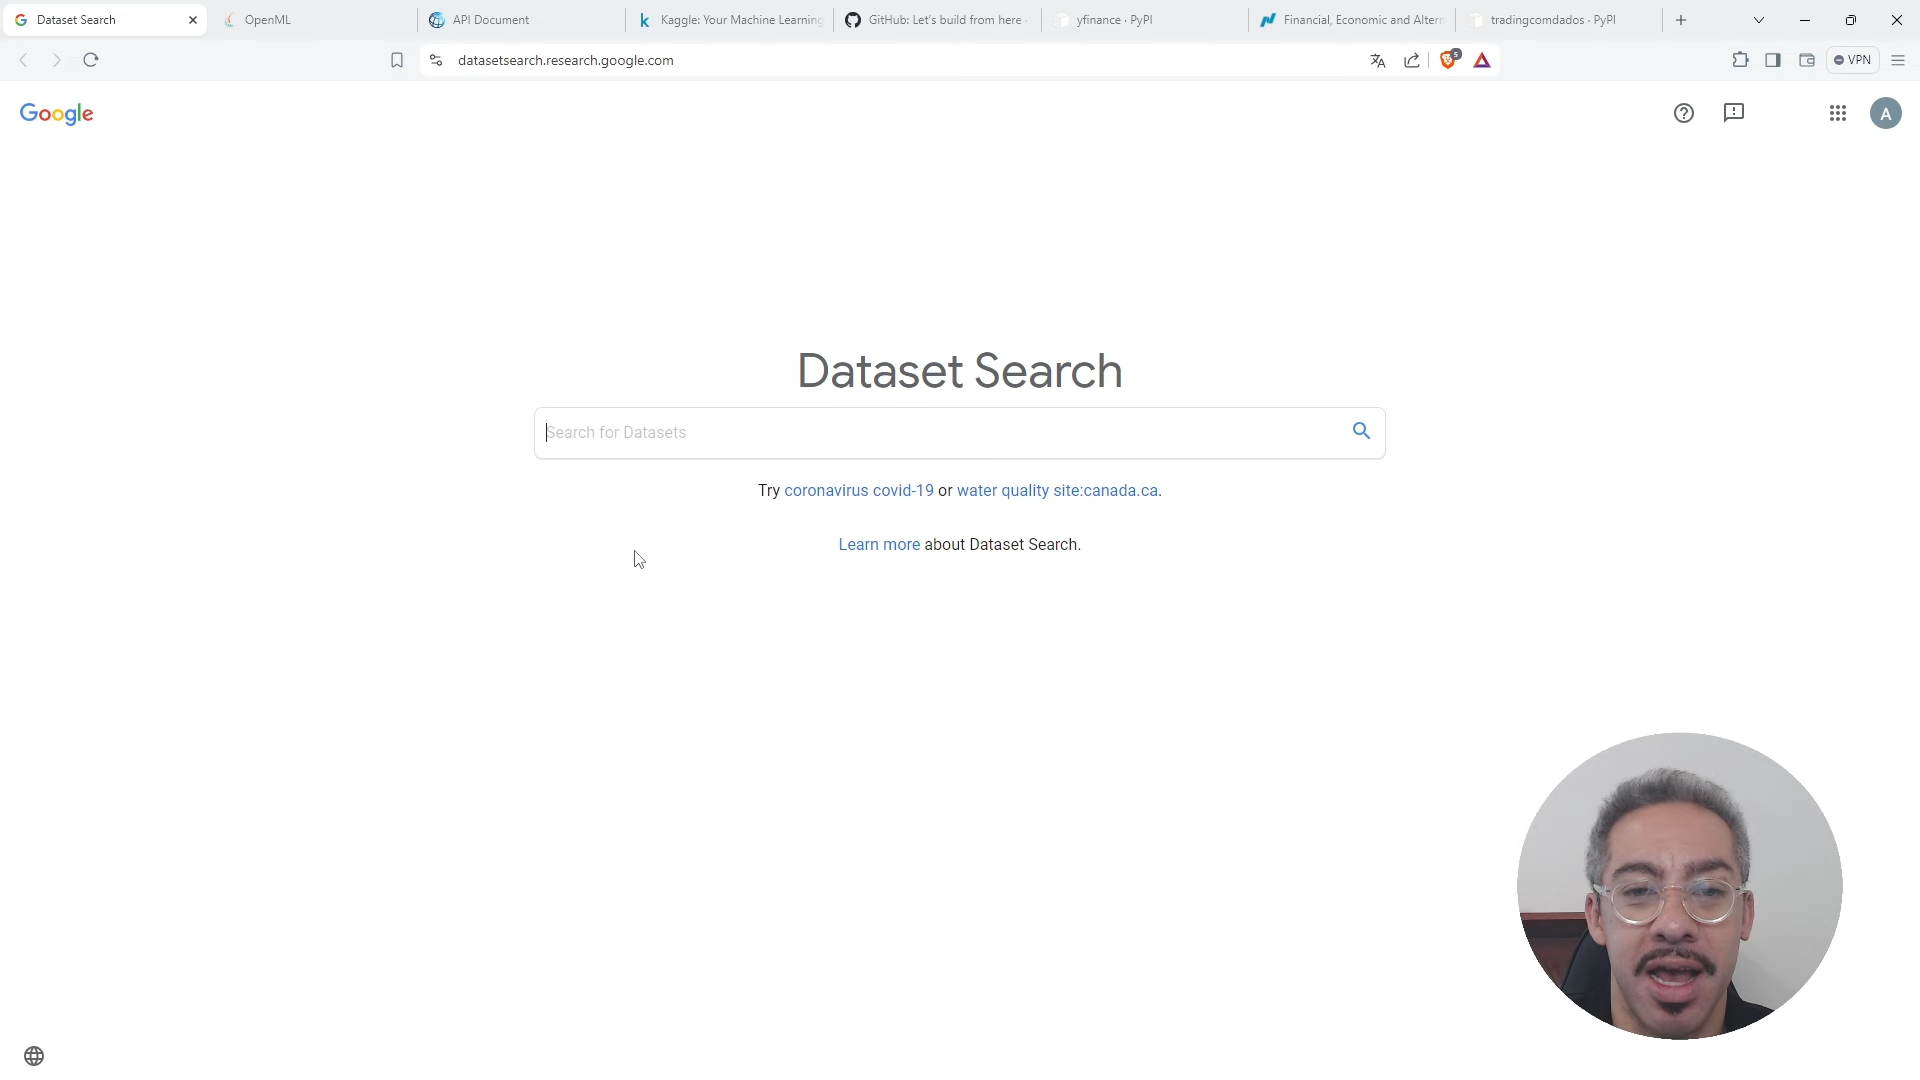 Dataset Search
OpenML
API Document
Kaggle: Your Machine Learning
GitHub: Let's build from here ·
yfinance · PyPI
Financial, Economic and Altern
tradingcomdados · PyPI
datasetsearch.research.google.com
5
VPN
Google
A
Dataset Search
Search for Datasets
Try coronavirus covid-19 or water quality site:canada.ca.
Learn more about Dataset Search.